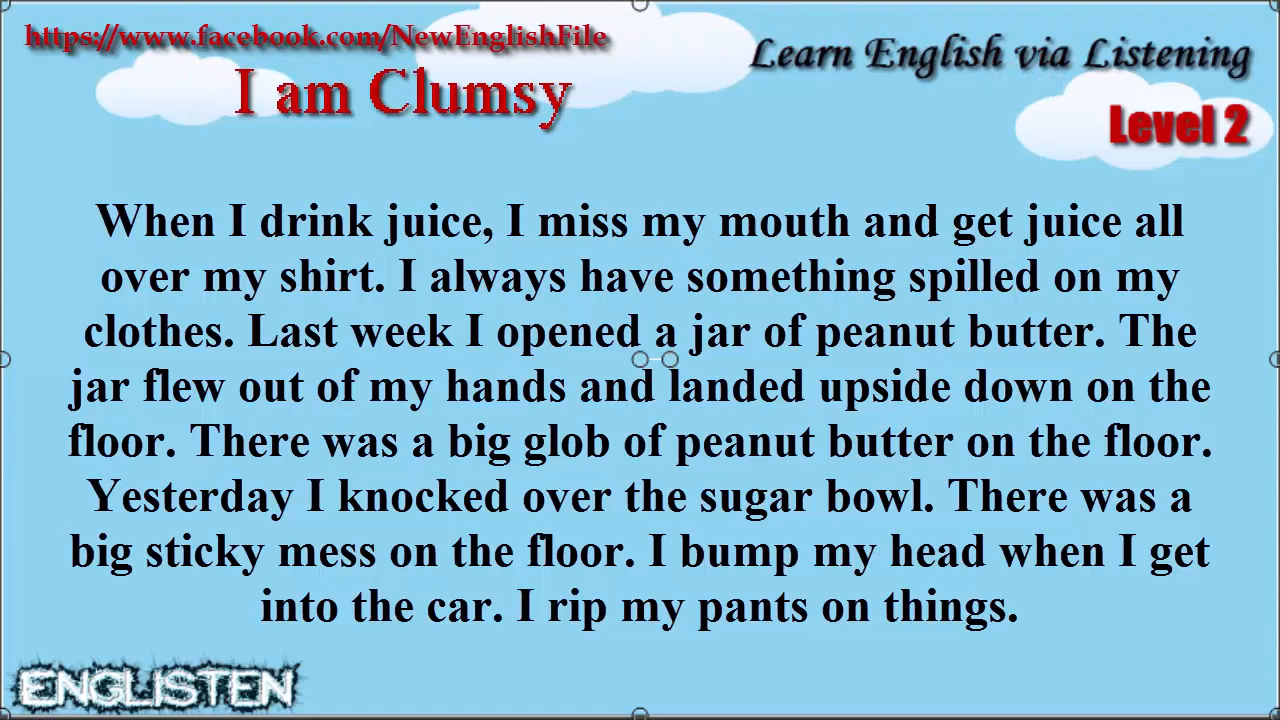 https://www.facebook.com/NewEnglishFile
Learn English via Listening
I am Clumsy
Level 2
When I drink juice, I miss my mouth and get juice all
over my shirt. I always have something spilled on my
clothes. Last week I opened a jar of peanut butter. The
jar flew out of my hands and landed upside down on the
floor. There was a big glob of peanut butter on the floor.
Yesterday I knocked over the sugar bowl. There was a
big sticky mess on the floor. I bump my head when I get
into the car. I rip my pants on things.
ENGLISTEN